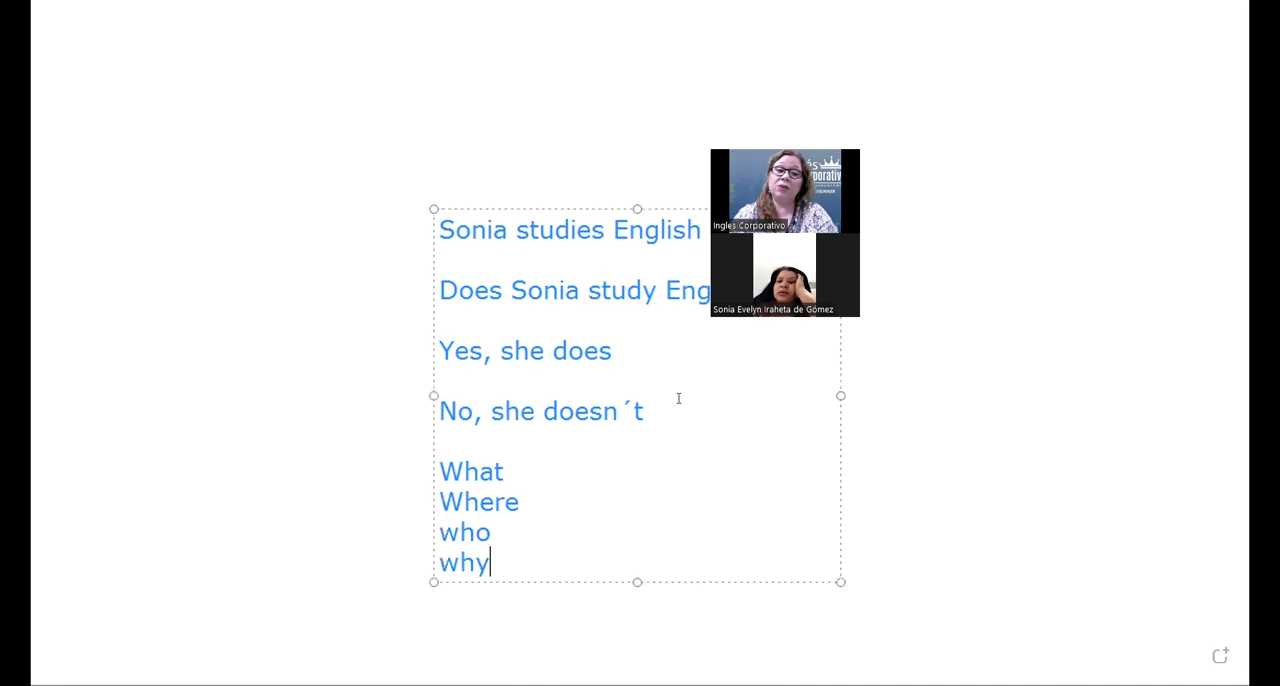 Sonia studies English
Does Sonia study Eng
Yes, she does
No, she doesn´t
What
Where
who
why
Ingles Corporativo
Sonia Evelyn Iraheta de Gómez